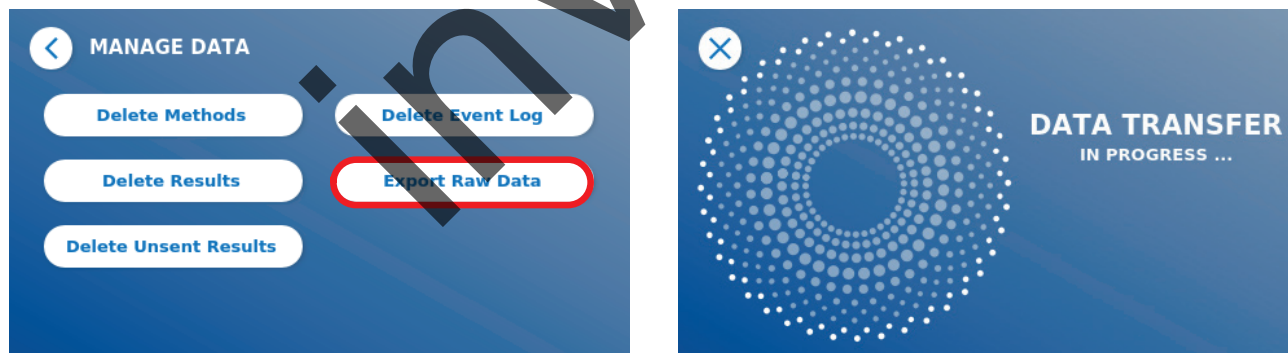 MANAGE DATA
Delete Methods
Delete Event Log
Delete Results
Export Raw Data
Delete Unsent Results
DATA TRANSFER
IN PROGRESS ...